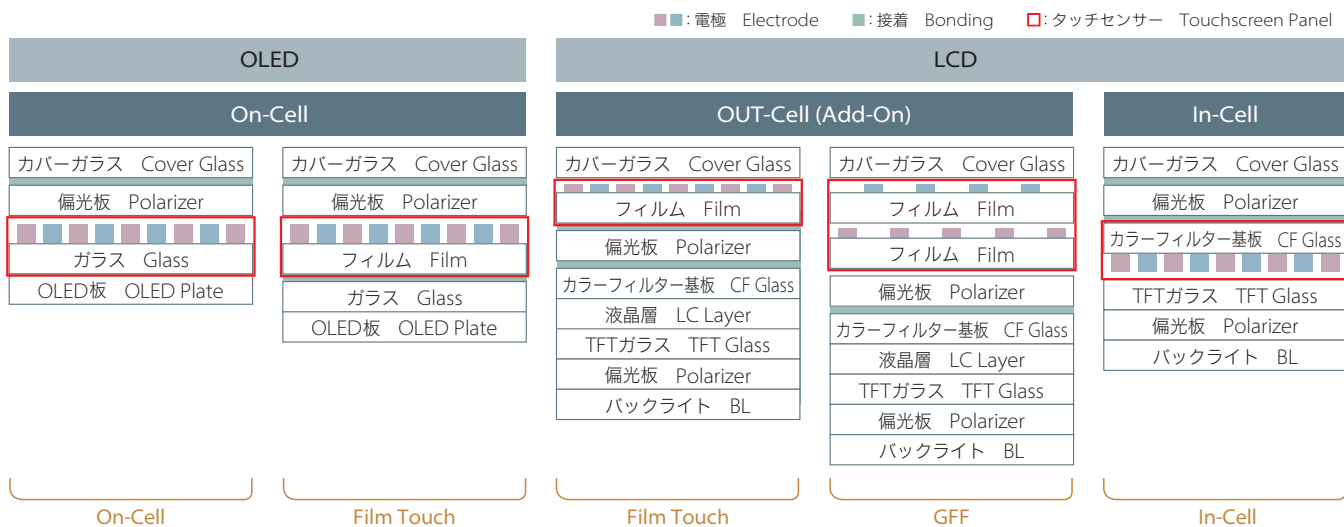 ：電極 Electrode ：接着 Bonding ：タッチセンサー Touchscreen Panel
OLED
LCD
On-Cell
OUT-Cell (Add-On)
In-Cell
カバーガラス Cover Glass
偏光板 Polarizer
ガラス Glass
OLED板 OLED Plate
On-Cell
カバーガラス Cover Glass
偏光板 Polarizer
フィルム Film
ガラス Glass
OLED板 OLED Plate
Film Touch
カバーガラス Cover Glass
フィルム Film
偏光板 Polarizer
カラーフィルター基板 CF Glass
液晶層 LC Layer
TFTガラス TFT Glass
偏光板 Polarizer
バックライト BL
Film Touch
カバーガラス Cover Glass
フィルム Film
フィルム Film
偏光板 Polarizer
カラーフィルター基板 CF Glass
液晶層 LC Layer
TFTガラス TFT Glass
偏光板 Polarizer
バックライト BL
GFF
カバーガラス Cover Glass
偏光板 Polarizer
カラーフィルター基板 CF Glass
TFTガラス TFT Glass
偏光板 Polarizer
バックライト BL
In-Cell